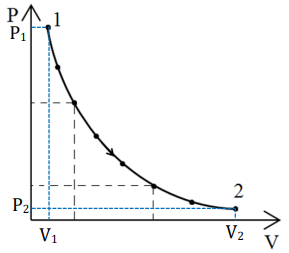 P 1
P₁
P₂ 2
V₁ V₂ V